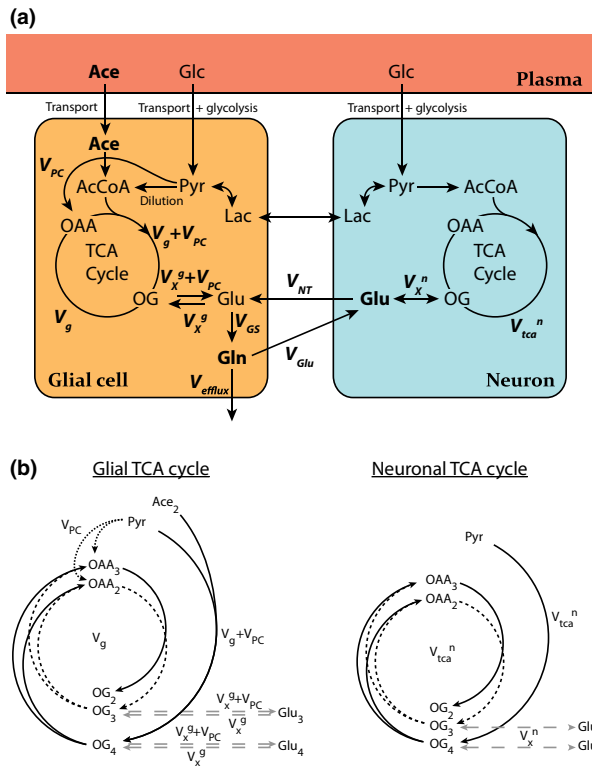 (a)
Ace
Glc
Glc
Plasma
Transport
Transport + glycolysis
Transport + glycolysis
Ace
V_PC
AcCoA
Dilution
Pyr
Lac
Lac
Pyr
AcCoA
OAA
TCA
Cycle
V_g+V_PC
OAA
TCA
Cycle
V_X^g+V_PC
OG
Glu
V_X^g
V_NT
Glu
V_X^n
OG
V_g
V_GS
V_tca^n
Gln
V_Glu
Glial cell
V_efflux
Neuron
(b)
Glial TCA cycle
Neuronal TCA cycle
Ace_2
V_PC
Pyr
Pyr
OAA_3
OAA_2
OAA_3
OAA_2
V_g
V_g+V_PC
V_tca^n
V_tca^n
OG_2
OG_3
V_x^g+V_PC
Glu_3
V_x^g
OG_4
V_x^g+V_PC
Glu_4
V_x^g
OG_2
OG_3
Glu
V_x^n
OG_4
Glu